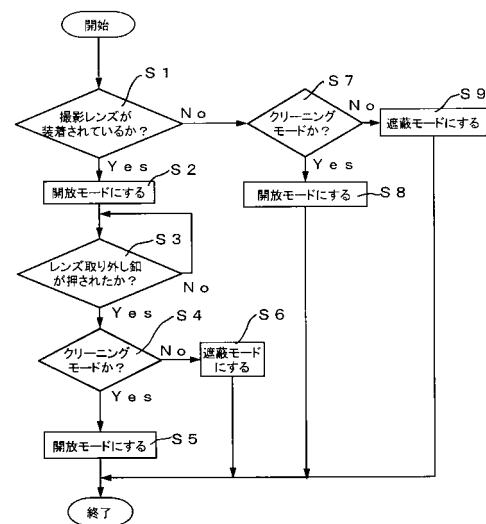 開始
S1
撮影レンズが
装着されているか?
No
Yes
S2
開放モードにする
S3
レンズ取り外し釦
が押されたか?
No
Yes
S4
クリーニング
モードか?
No
Yes
S5
開放モードにする
S6
遮蔽モード
にする
S7
クリーニング
モードか?
No
Yes
S8
開放モードにする
S9
遮蔽モードにする
終了